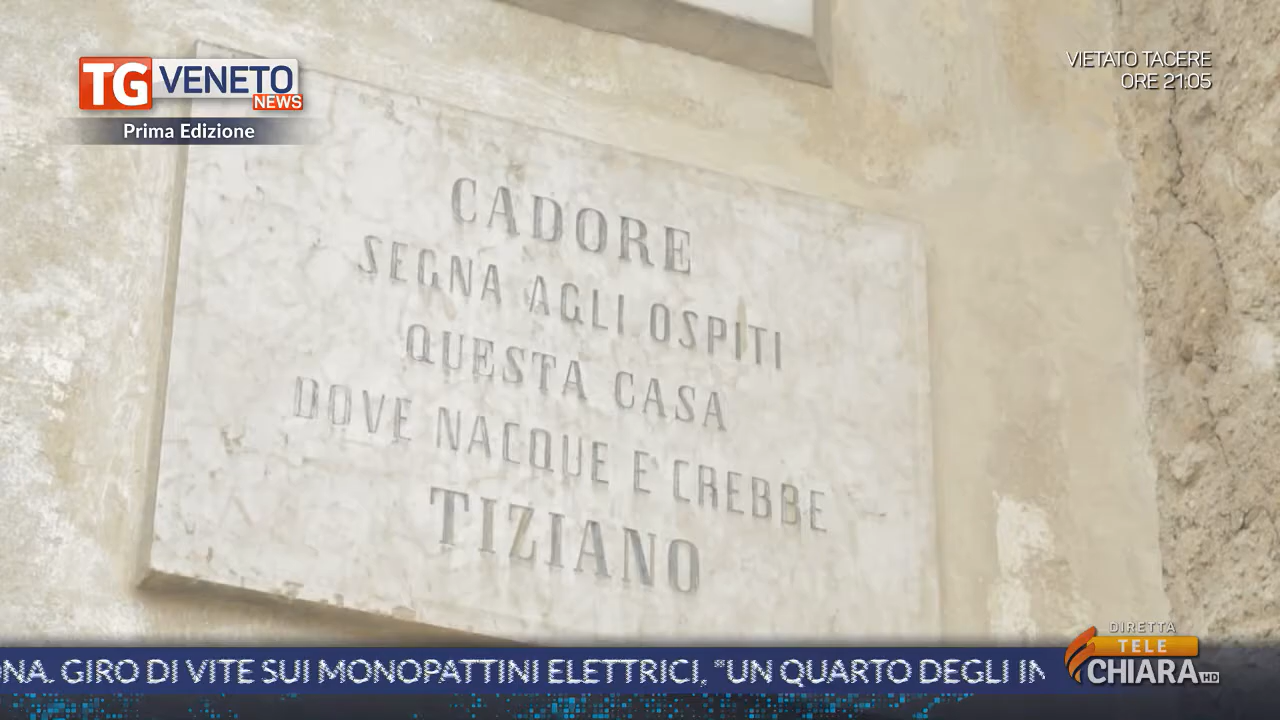 TG VENETO
NEWS
Prima Edizione
VIETATO TACERE
ORE 21:05
CADORE
SEGNA AGLI OSPITI
QUESTA CASA
DOVE NACQUE E CREBBE
TIZIANO
DIRETTA
TELE
CHIARA HD
NA. GIRO DI VITE SUI MONOPATTINI ELETTRICI, “UN QUARTO DEGLI